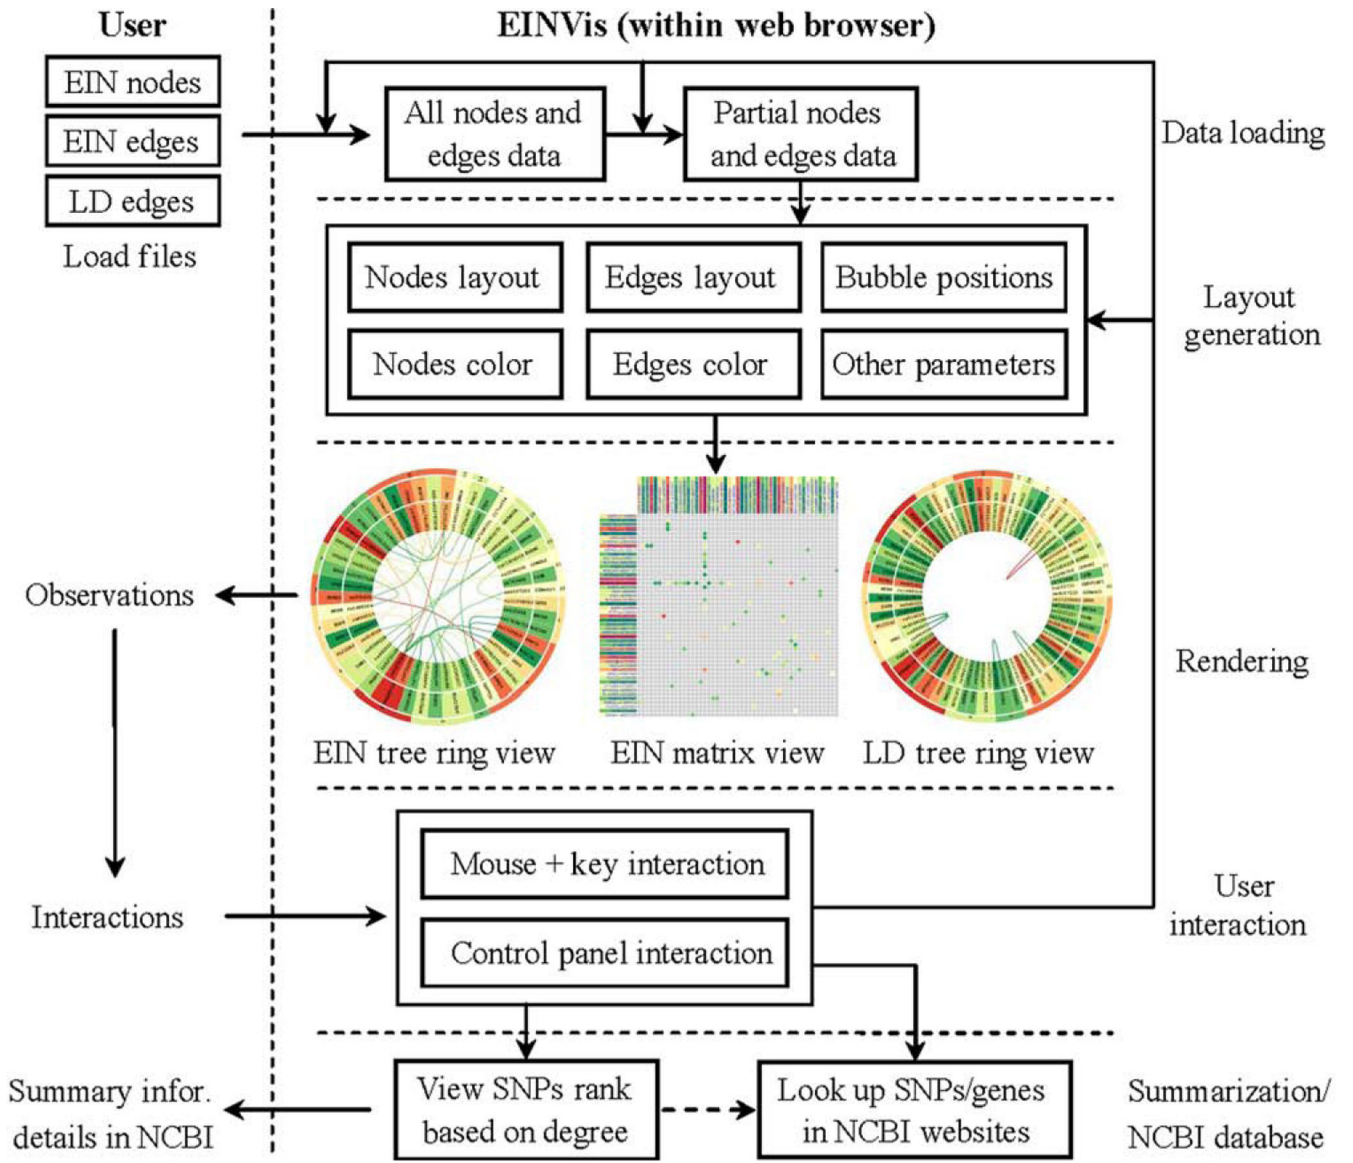 User
EINVis (within web browser)
EIN nodes
EIN edges
LD edges
Load files
All nodes and
edges data
Partial nodes
and edges data
Data loading
Nodes layout
Edges layout
Bubble positions
Nodes color
Edges color
Other parameters
Layout
generation
Observations
EIN tree ring view
EIN matrix view
LD tree ring view
Rendering
Interactions
Mouse + key interaction
Control panel interaction
User
interaction
Summary infor.
details in NCBI
View SNPs rank
based on degree
Look up SNPs/genes
in NCBI websites
Summarization/
NCBI database